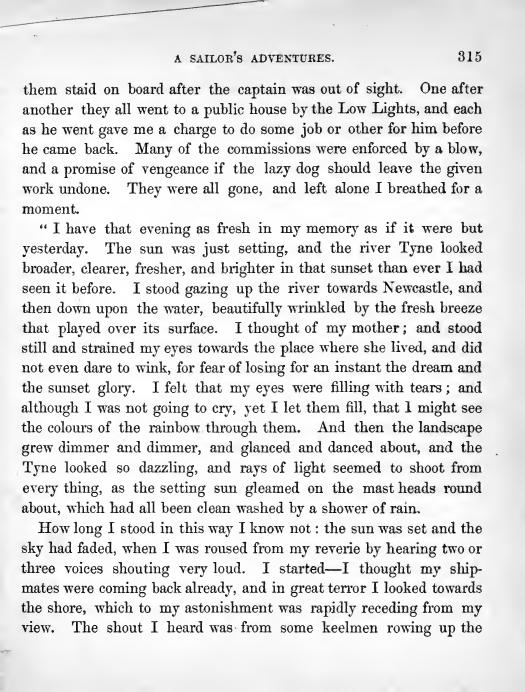 A SAILOR'S ADVENTURES. 315
them staid on board after the captain was out of sight. One after
another they all went to a public house by the Low Lights, and each
as he went gave me a charge to do some job or other for him before
he came back. Many of the commissions were enforced by a blow,
and a promise of vengeance if the lazy dog should leave the given
work undone. They were all gone, and left alone I breathed for a
moment.
" I have that evening as fresh in my memory as if it were but
yesterday. The sun was just setting, and the river Tyne looked
broader, clearer, fresher, and brighter in that sunset than ever I had
seen it before. I stood gazing up the river towards Newcastle, and
then down upon the water, beautifully wrinkled by the fresh breeze
that played over its surface. I thought of my mother; and stood
still and strained my eyes towards the place where she lived, and did
not even dare to wink, for fear of losing for an instant the dream and
the sunset glory. I felt that my eyes were filling with tears; and
although I was not going to cry, yet I let them fill, that I might see
the colours of the rainbow through them. And then the landscape
grew dimmer and dimmer, and glanced and danced about, and the
Tyne looked so dazzling, and rays of light seemed to shoot from
every thing, as the setting sun gleamed on the mast heads round
about, which had all been clean washed by a shower of rain.
How long I stood in this way I know not: the sun was set and the
sky had faded, when I was roused from my reverie by hearing two or
three voices shouting very loud. I started—I thought my ship-
mates were coming back already, and in great terror I looked towards
the shore, which to my astonishment was rapidly receding from my
view. The shout I heard was from some keelmen rowing up the